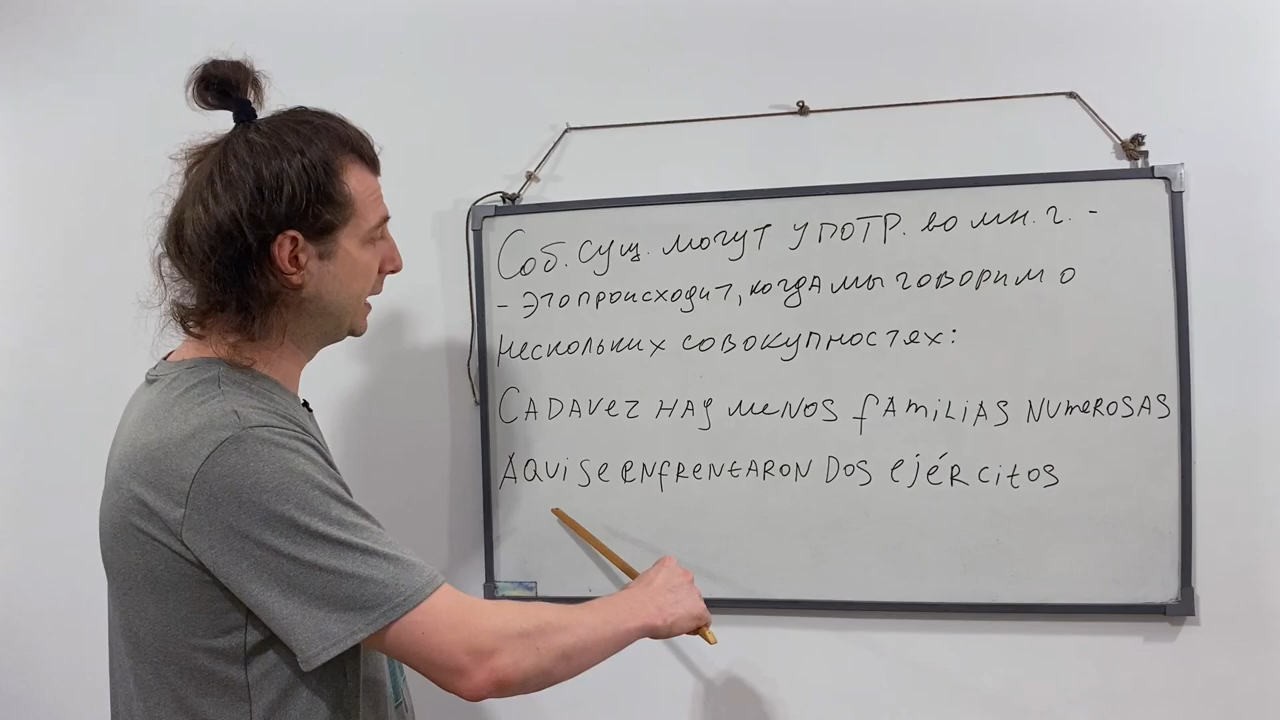 Соб. сущ. могут употр. во мн. г. -
- это происходит, когда мы говорим о
нескольких совокупностях:
CADA VEZ HAY MENOS FAMILIAS NUMEROSAS
AQUI SE ENFRENTARON DOS EJÉRCITOS